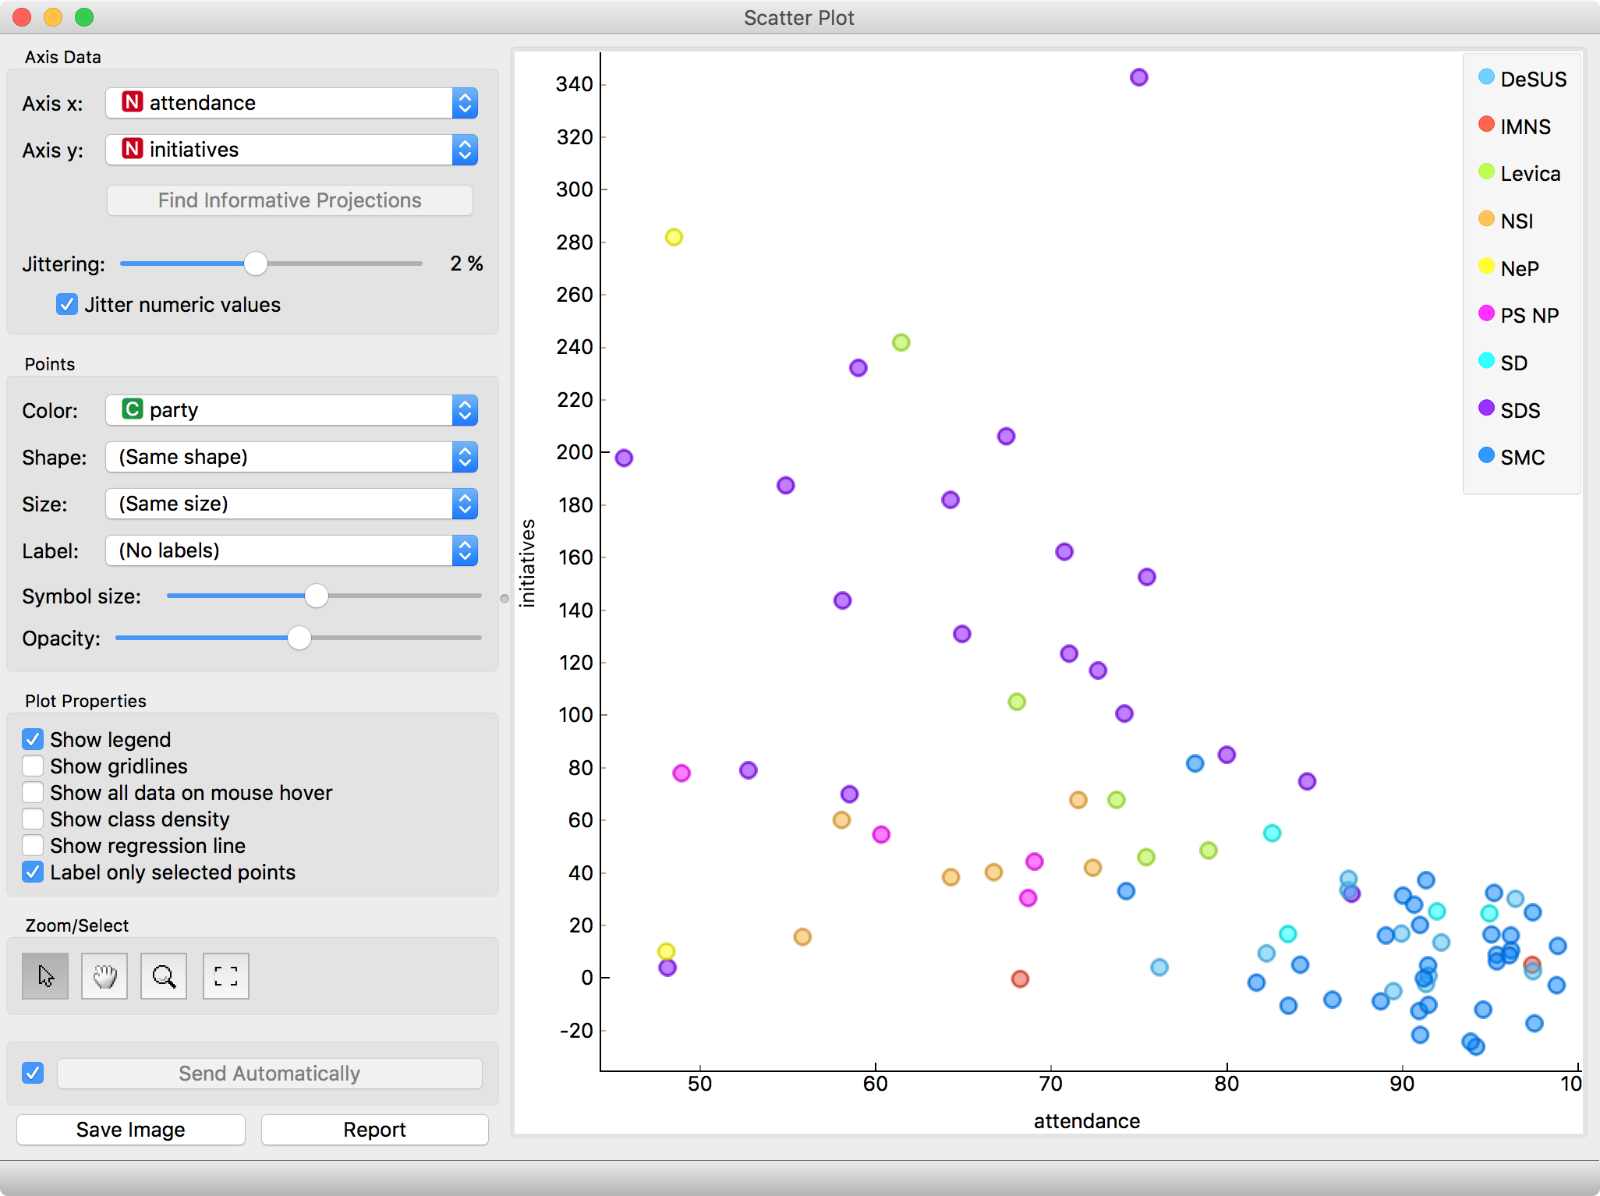 Scatter Plot
Axis Data
Axis x: N attendance
Axis y: N initiatives
Find Informative Projections
Jittering: 2 %
Jitter numeric values
Points
Color: C party
Shape: (Same shape)
Size: (Same size)
Label: (No labels)
Symbol size:
Opacity:
Plot Properties
Show legend
Show gridlines
Show all data on mouse hover
Show class density
Show regression line
Label only selected points
Zoom/Select
Send Automatically
Save Image Report
340
320
300
280
260
240
220
200
180
160
140
120
100
80
60
40
20
0
-20
initiatives
50 60 70 80 90 10
attendance
DeSUS
IMNS
Levica
NSI
NeP
PS NP
SD
SDS
SMC